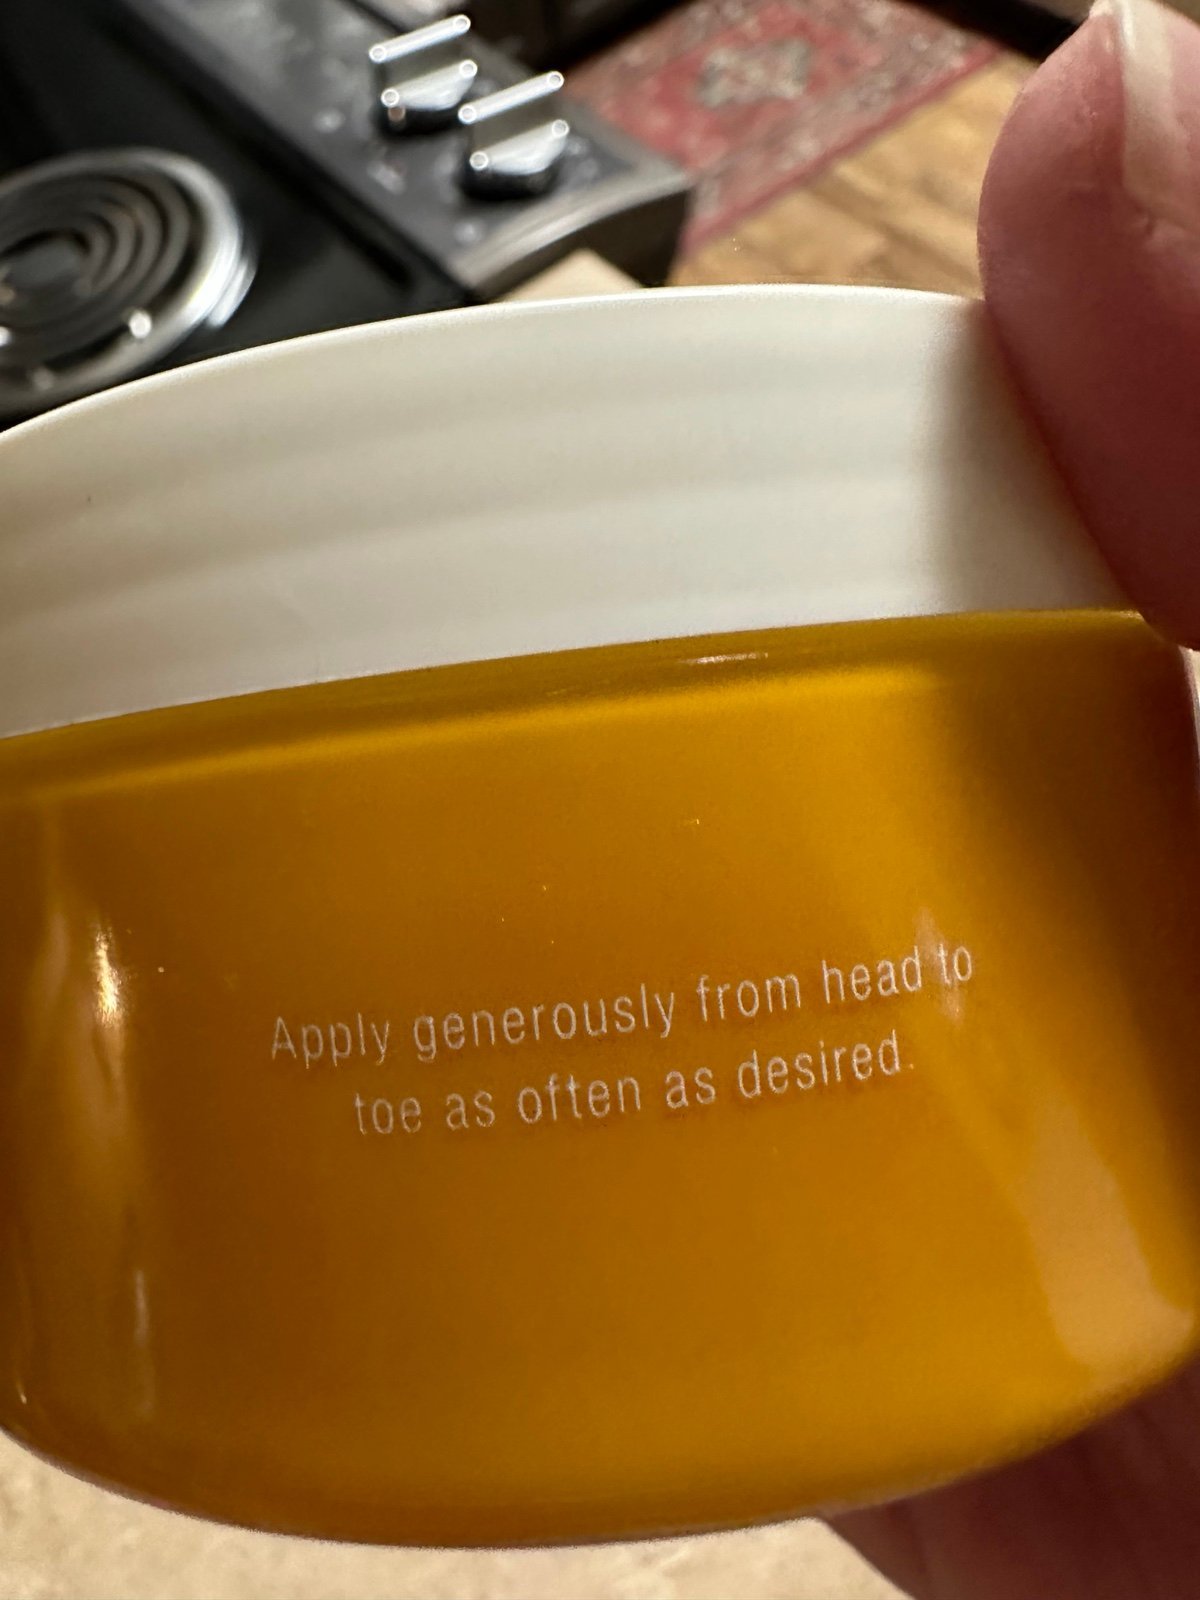 Apply generously from head to
toe as often as desired.